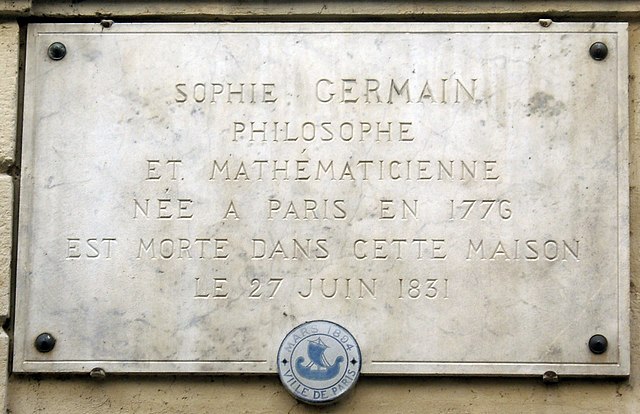 SOPHIE GERMAIN
PHILOSOPHE
ET MATHÉMATICIENNE
NÉE A PARIS EN 1776
EST MORTE DANS CETTE MAISON
LE 27 JUIN 1831
MARS 1894
VILLE DE PARIS